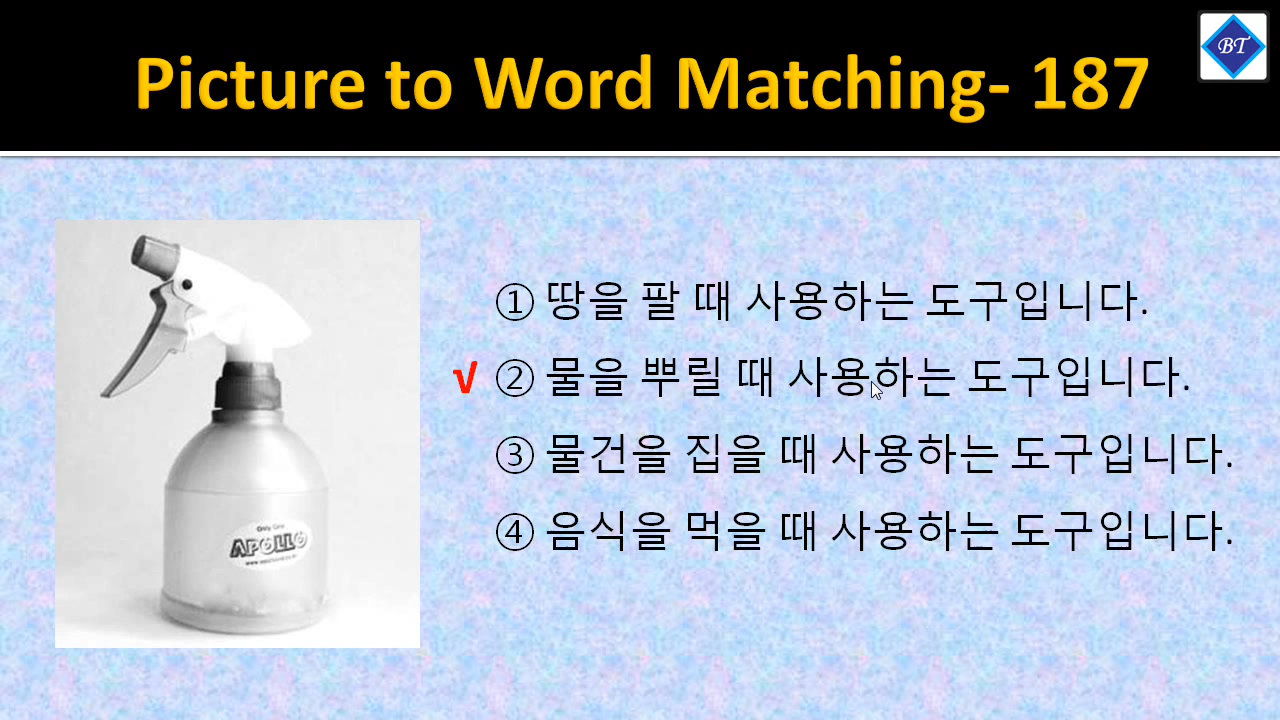 Picture to Word Matching- 187
BT
① 땅을 팔 때 사용하는 도구입니다.
√ ② 물을 뿌릴 때 사용하는 도구입니다.
③ 물건을 집을 때 사용하는 도구입니다.
④ 음식을 먹을 때 사용하는 도구입니다.
Only One
APOLLO